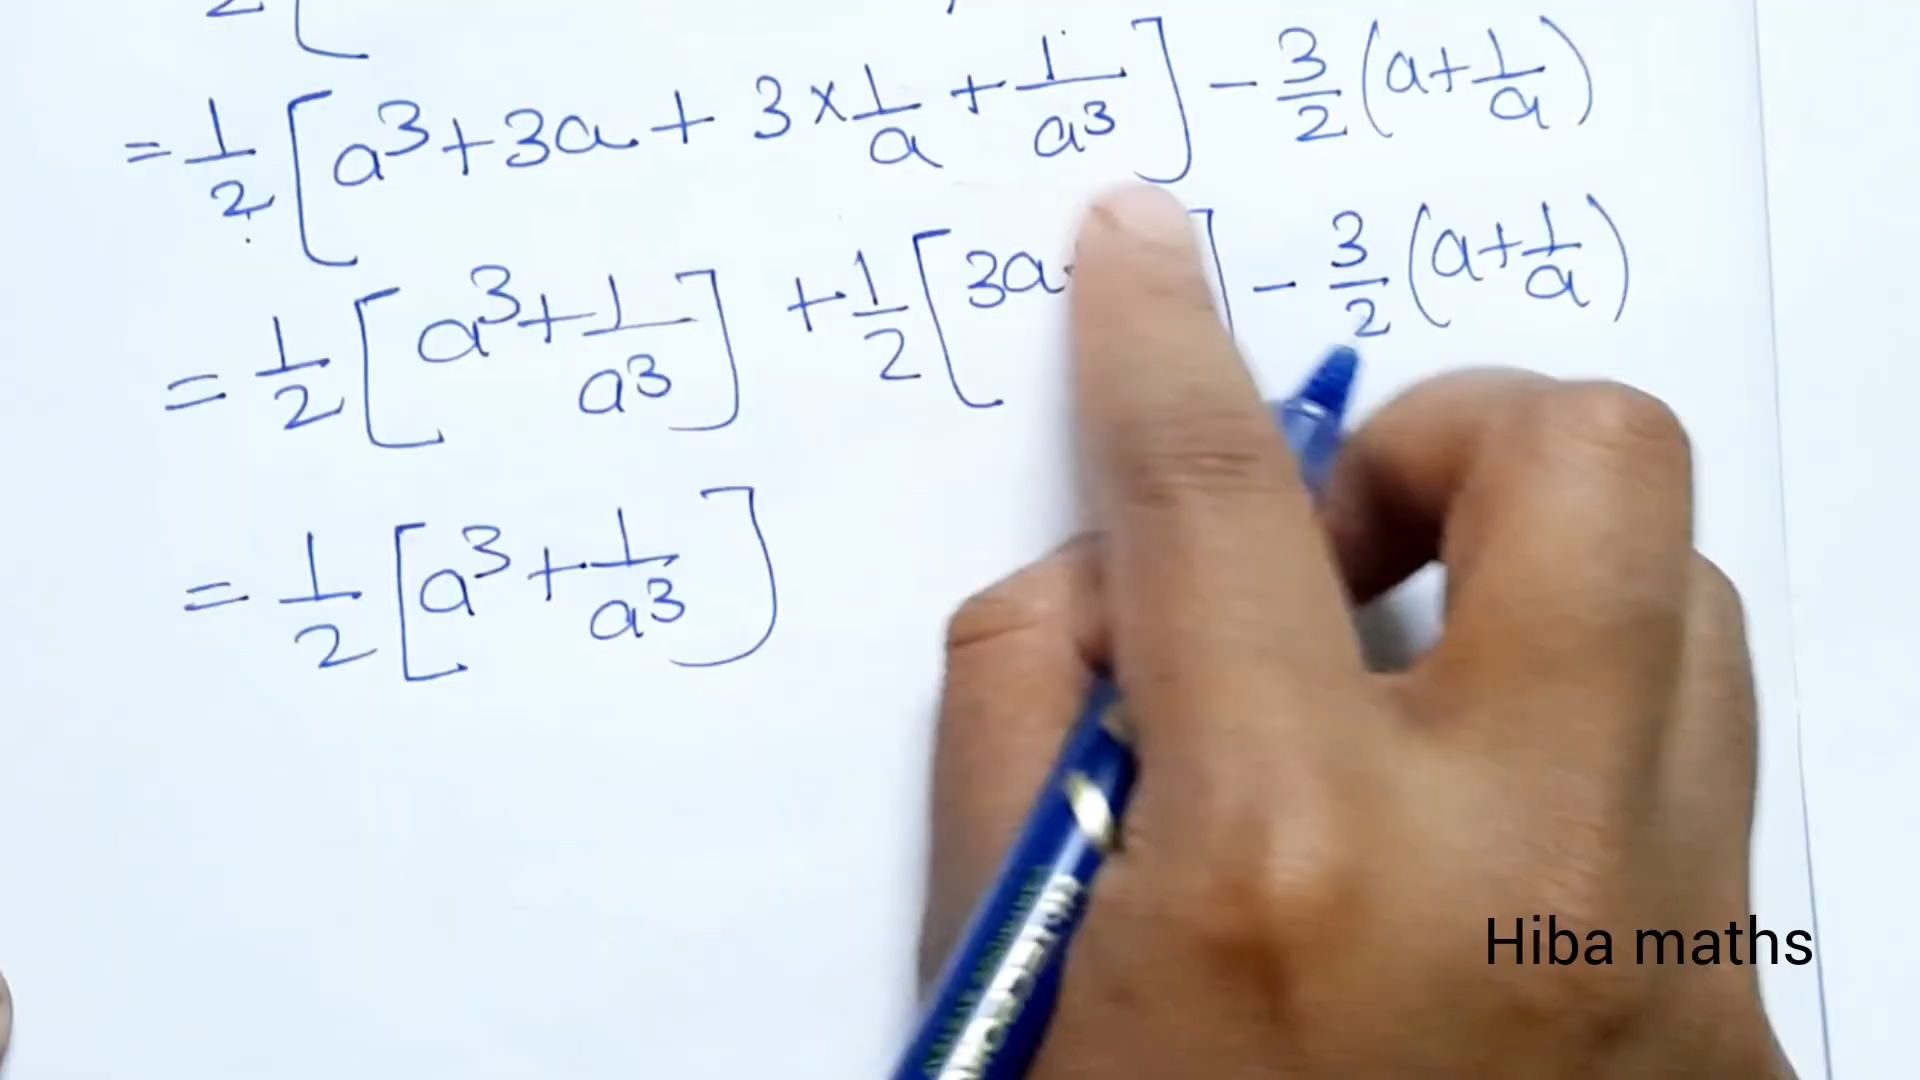 = 1/2 [a³ + 3a + 3 × 1/a + 1/a³] - 3/2 (a + 1/a)
= 1/2 [a³ + 1/a³] + 1/2 [3a ] - 3/2 (a + 1/a)
= 1/2 [a³ + 1/a³]
Hiba maths